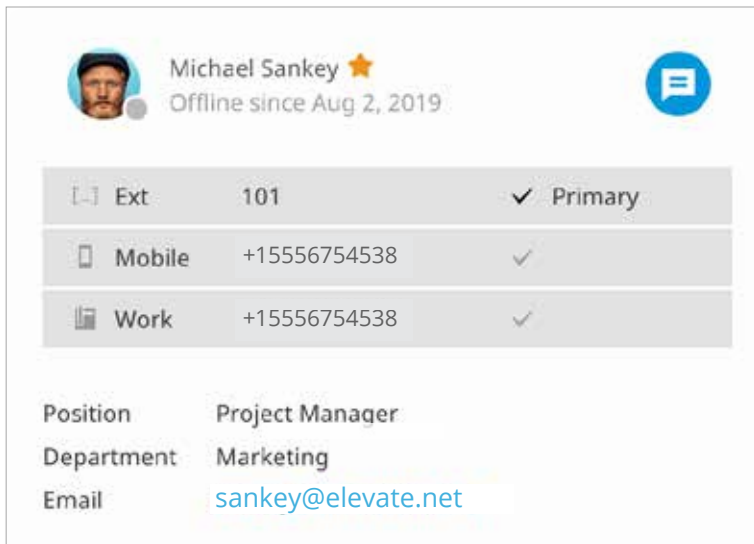 Michael Sankey
Offline since Aug 2, 2019
Ext 101 Primary
Mobile +15556754538
Work +15556754538
Position Project Manager
Department Marketing
Email sankey@elevate.net